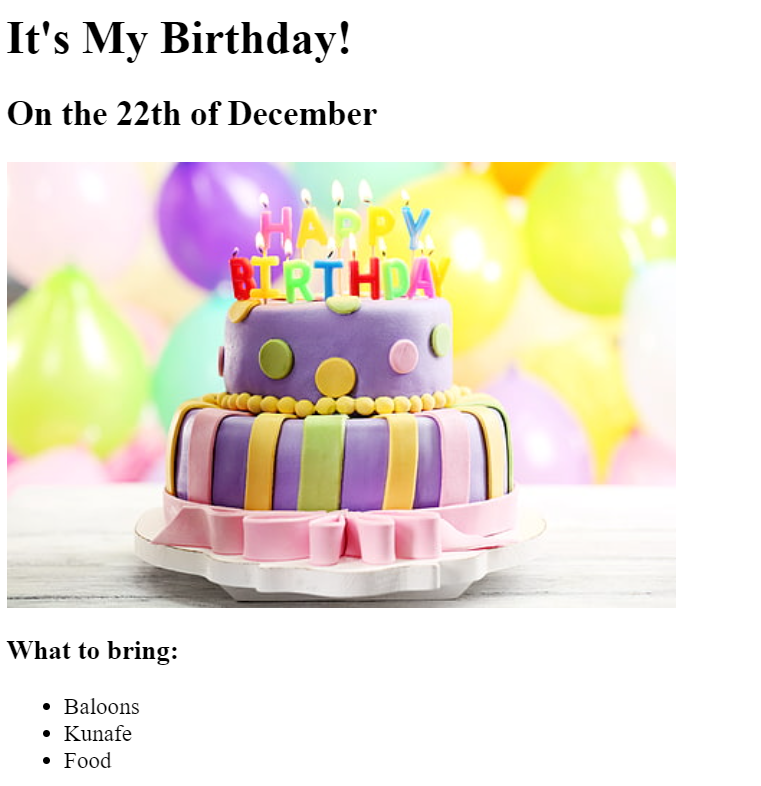 It's My Birthday!
On the 22th of December
HAPPY
BIRTHDAY
What to bring:
Baloons
Kunafe
Food